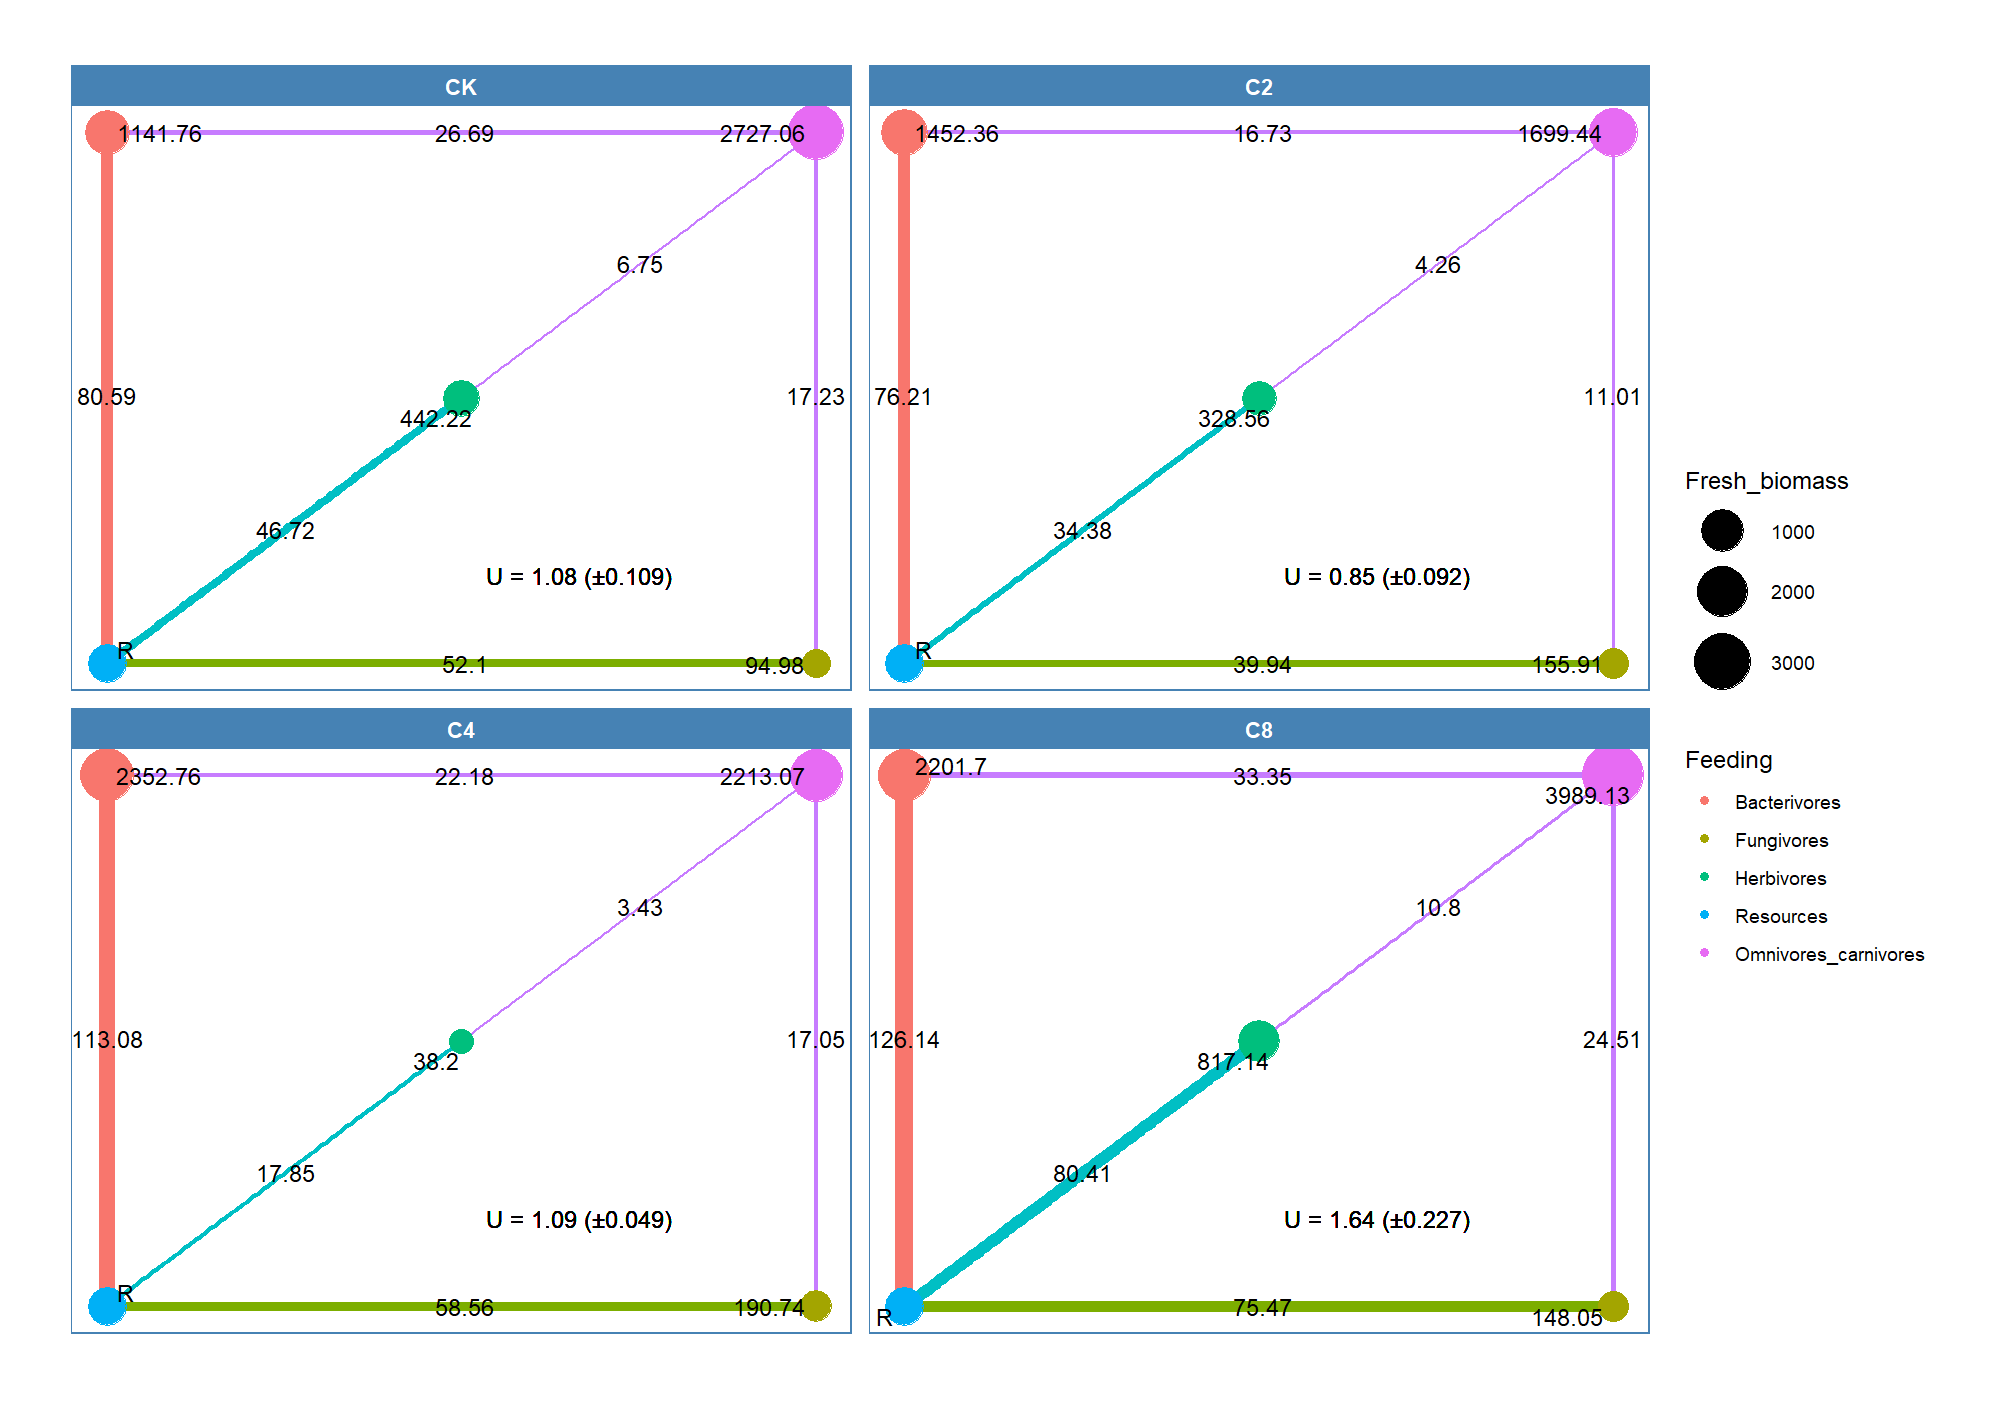 CK
1141.76 26.69 2727.06
6.75
80.59 17.23
442.22
46.72
U = 1.08 (±0.109)
R
52.1 94.98
C2
1452.36 16.73 1699.44
4.26
76.21 11.01
328.56
34.38
U = 0.85 (±0.092)
R
39.94 155.91
C4
2352.76 22.18 2213.07
3.43
113.08 17.05
38.2
17.85
U = 1.09 (±0.049)
R
58.56 190.74
C8
2201.7 33.35
3989.13
10.8
126.14 24.51
817.14
80.41
U = 1.64 (±0.227)
75.47
R 148.05
Fresh_biomass
1000
2000
3000
Feeding
Bacterivores
Fungivores
Herbivores
Resources
Omnivores_carnivores